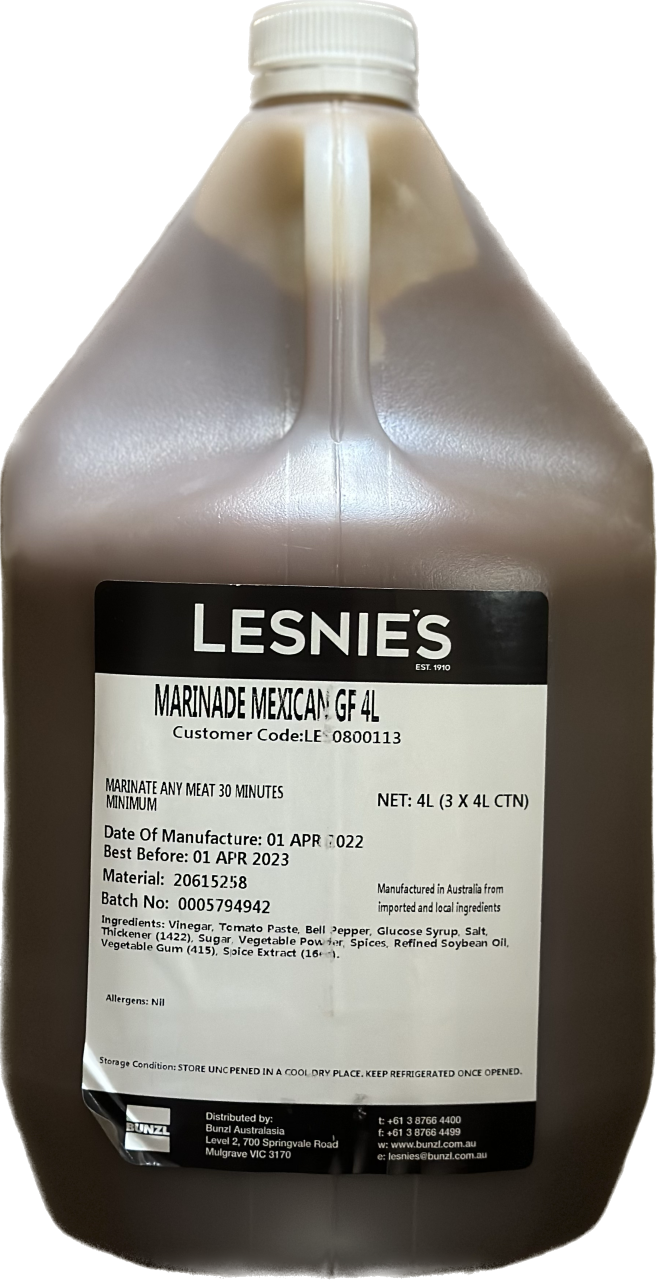 LESNIE'S
EST. 1910
MARINADE MEXICAN GF 4L
Customer Code:LES0800113
MARINATE ANY MEAT 30 MINUTES
MINIMUM
NET: 4L (3 X 4L CTN)
Date Of Manufacture: 01 APR 2022
Best Before: 01 APR 2023
Material: 20615258
Batch No: 0005794942
Manufactured in Australia from
imported and local ingredients
Ingredients: Vinegar, Tomato Paste, Bell Pepper, Glucose Syrup, Salt,
Thickener (1422), Sugar, Vegetable Powder, Spices, Refined Soybean Oil,
Vegetable Gum (415), Spice Extract
Allergens: Nil
Storage Condition: STORE UNOPENED IN A COOL DRY PLACE. KEEP REFRIGERATED ONCE OPENED.
BUNZL
Distributed by:
Bunzl Australasia
Level 2, 700 Springvale Road
Mulgrave VIC 3170
t: +61 3 8766 4400
f: +61 3 8766 4499
w: www.bunzl.com.au
e: lesnies@bunzl.com.au